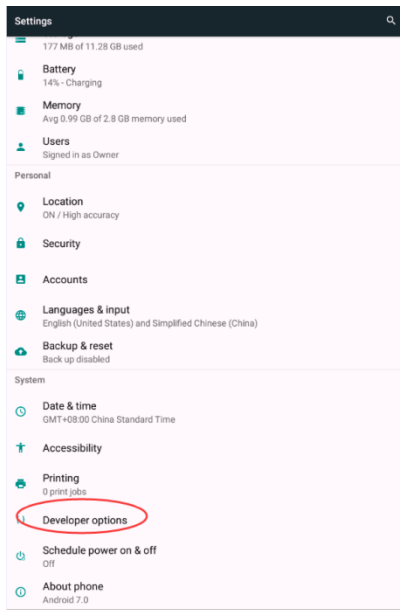 Settings
177 MB of 11.28 GB used
Battery
14% - Charging
Memory
Avg 0.99 GB of 2.8 GB memory used
Users
Signed in as Owner
Personal
Location
ON / High accuracy
Security
Accounts
Languages & input
English (United States) and Simplified Chinese (China)
Backup & reset
Back up disabled
System
Date & time
GMT+08:00 China Standard Time
Accessibility
Printing
0 print jobs
Developer options
Schedule power on & off
Off
About phone
Android 7.0